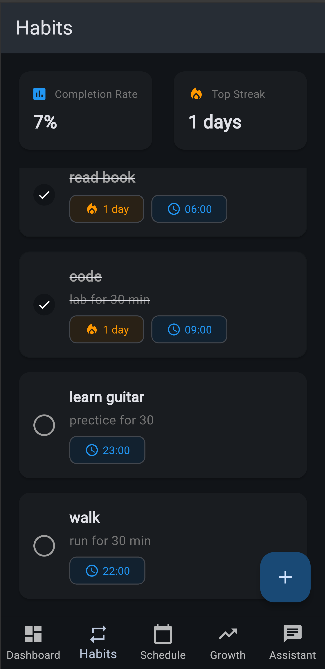 Habits
Completion Rate
7%
Top Streak
1 days
read book
1 day
06:00
code
lab for 30 min
1 day
09:00
learn guitar
prectice for 30
23:00
walk
run for 30 min
22:00
Dashboard
Habits
Schedule
Growth
Assistant